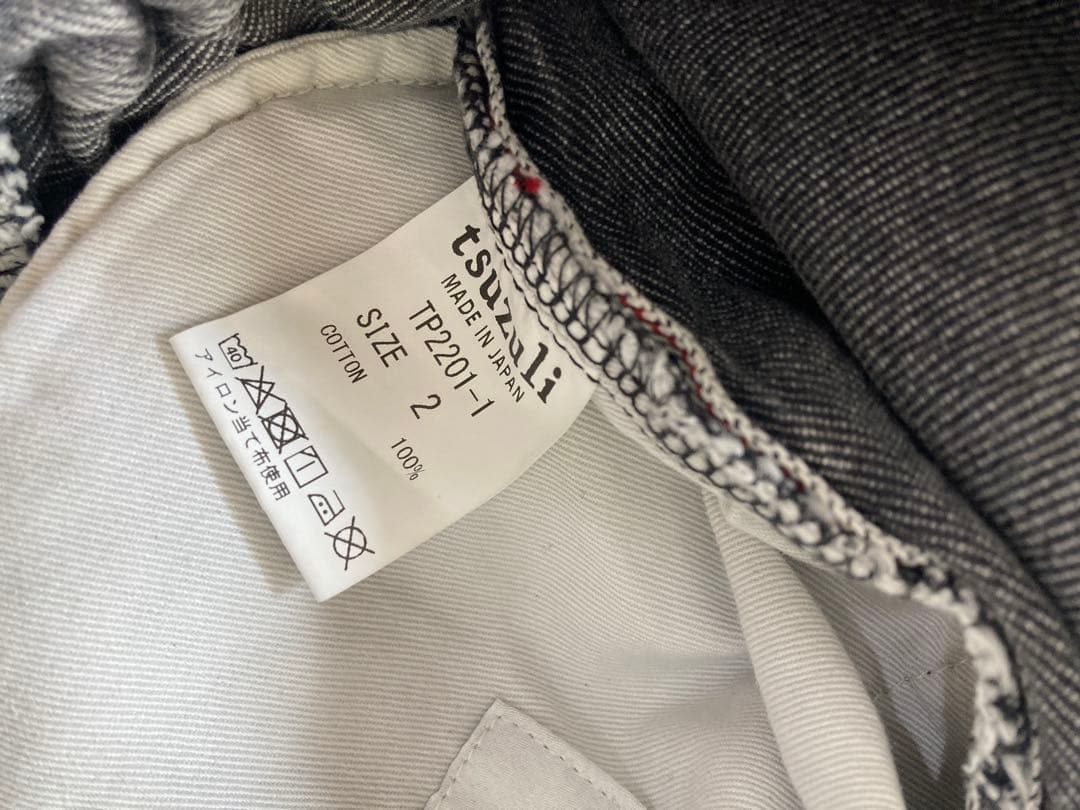 tsuzuli
MADE IN JAPAN
TP2201-1
SIZE 2
COTTON 100%
40
アイロン当て布使用